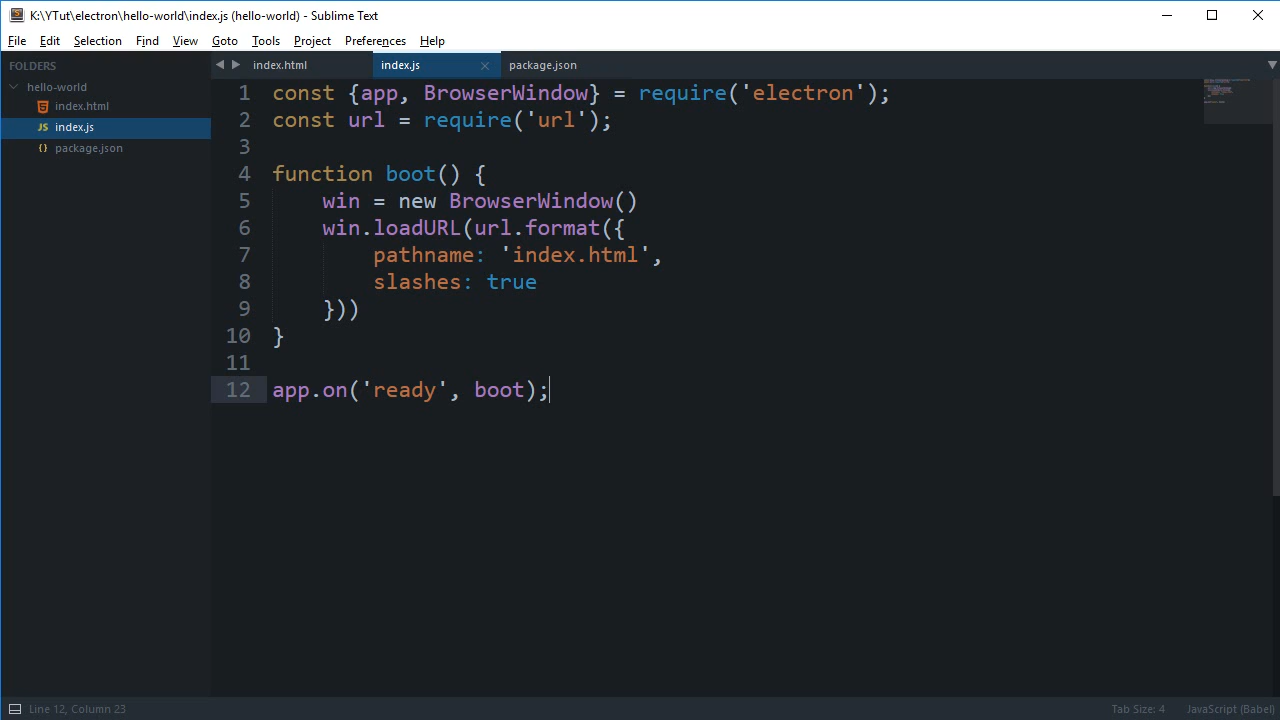 K:\YTut\electron\hello-world\index.js (hello-world) - Sublime Text
File Edit Selection Find View Goto Tools Project Preferences Help
FOLDERS
hello-world
index.html
index.js
package.json
index.html index.js package.json
1 const {app, BrowserWindow} = require('electron');
2 const url = require('url');
3
4 function boot() {
5     win = new BrowserWindow()
6     win.loadURL(url.format({
7         pathname: 'index.html',
8         slashes: true
9     }))
10 }
11
12 app.on('ready', boot);
Line 12, Column 23 Tab Size: 4 JavaScript (Babel)